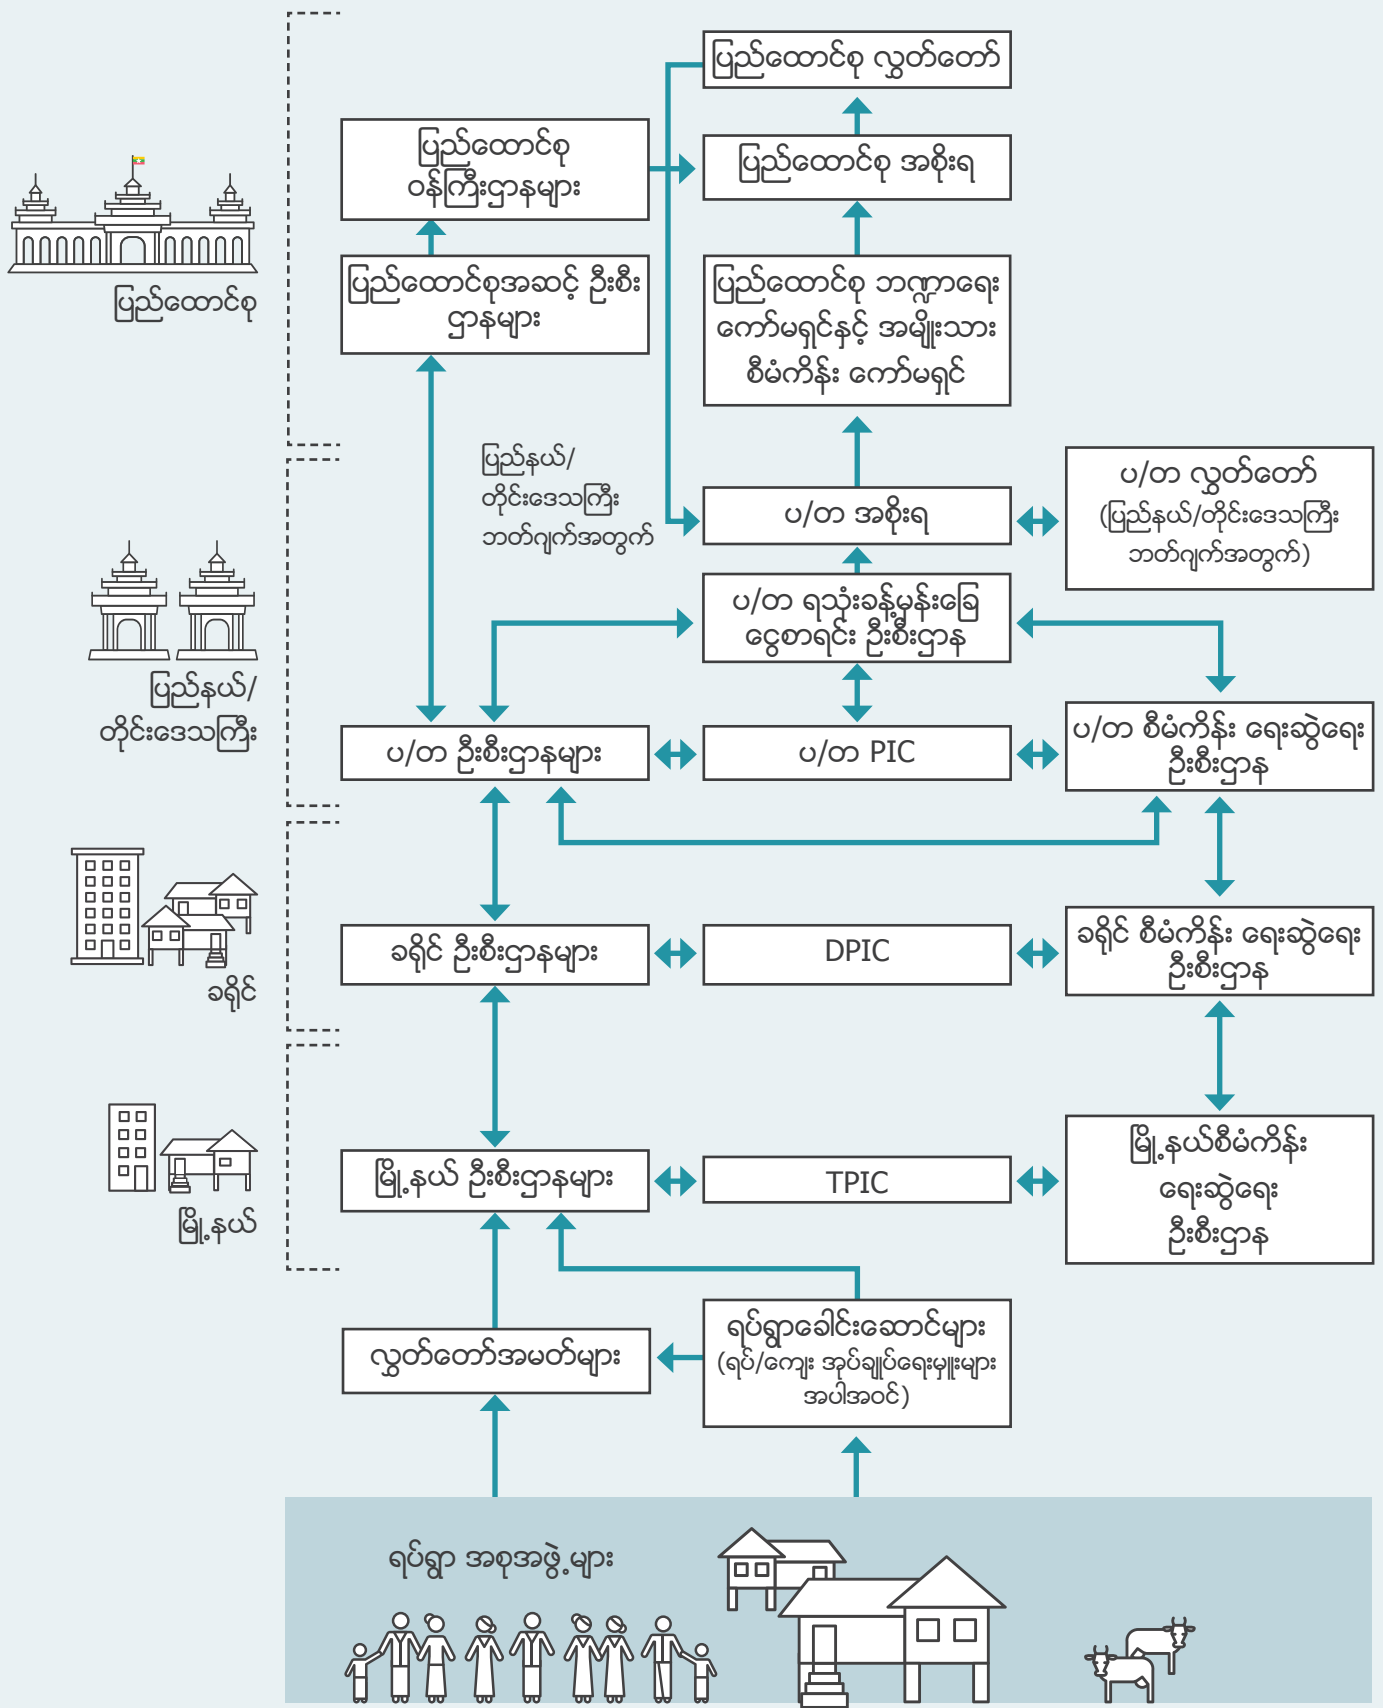 ပြည်ထောင်စု လွှတ်တော်
ပြည်ထောင်စု
ဝန်ကြီးဌာနများ
ပြည်ထောင်စု အစိုးရ
ပြည်ထောင်စု
ပြည်ထောင်စုအဆင့် ဦးစီး
ဌာနများ
ပြည်ထောင်စု ဘဏ္ဍာရေး
ကော်မရှင်နှင့် အမျိုးသား
စီမံကိန်း ကော်မရှင်
ပြည်နယ်/
တိုင်းဒေသကြီး
ဘတ်ဂျက်အတွက်
ပ/တ အစိုးရ
ပ/တ လွှတ်တော်
(ပြည်နယ်/တိုင်းဒေသကြီး
ဘတ်ဂျက်အတွက်)
ပ/တ ရသုံးခန့်မှန်းခြေ
ငွေစာရင်း ဦးစီးဌာန
ပြည်နယ်/
တိုင်းဒေသကြီး
ပ/တ ဦးစီးဌာနများ
ပ/တ PIC
ပ/တ စီမံကိန်း ရေးဆွဲရေး
ဦးစီးဌာန
ခရိုင်
ခရိုင် ဦးစီးဌာနများ
DPIC
ခရိုင် စီမံကိန်း ရေးဆွဲရေး
ဦးစီးဌာန
မြို့နယ်
မြို့နယ် ဦးစီးဌာနများ
TPIC
မြို့နယ်စီမံကိန်း
ရေးဆွဲရေး
ဦးစီးဌာန
လွှတ်တော်အမတ်များ
ရပ်ရွာခေါင်းဆောင်များ
(ရပ်/ကျေး အုပ်ချုပ်ရေးမှူးများ
အပါအဝင်)
ရပ်ရွာ အစုအဖွဲ့များ